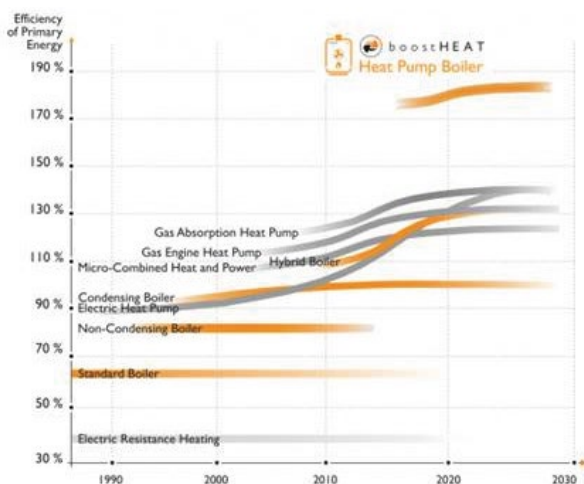 Efficiency
of Primary
Energy
boostHEAT
Heat Pump Boiler
190 %
170 %
150 %
130 %
Gas Absorption Heat Pump
Gas Engine Heat Pump
110 %
Hybrid Boiler
Micro-Combined Heat and Power
Condensing Boiler
90 %
Electric Heat Pump
Non-Condensing Boiler
70 %
Standard Boiler
50 %
Electric Resistance Heating
30 %
1990
2000
2010
2020
2030